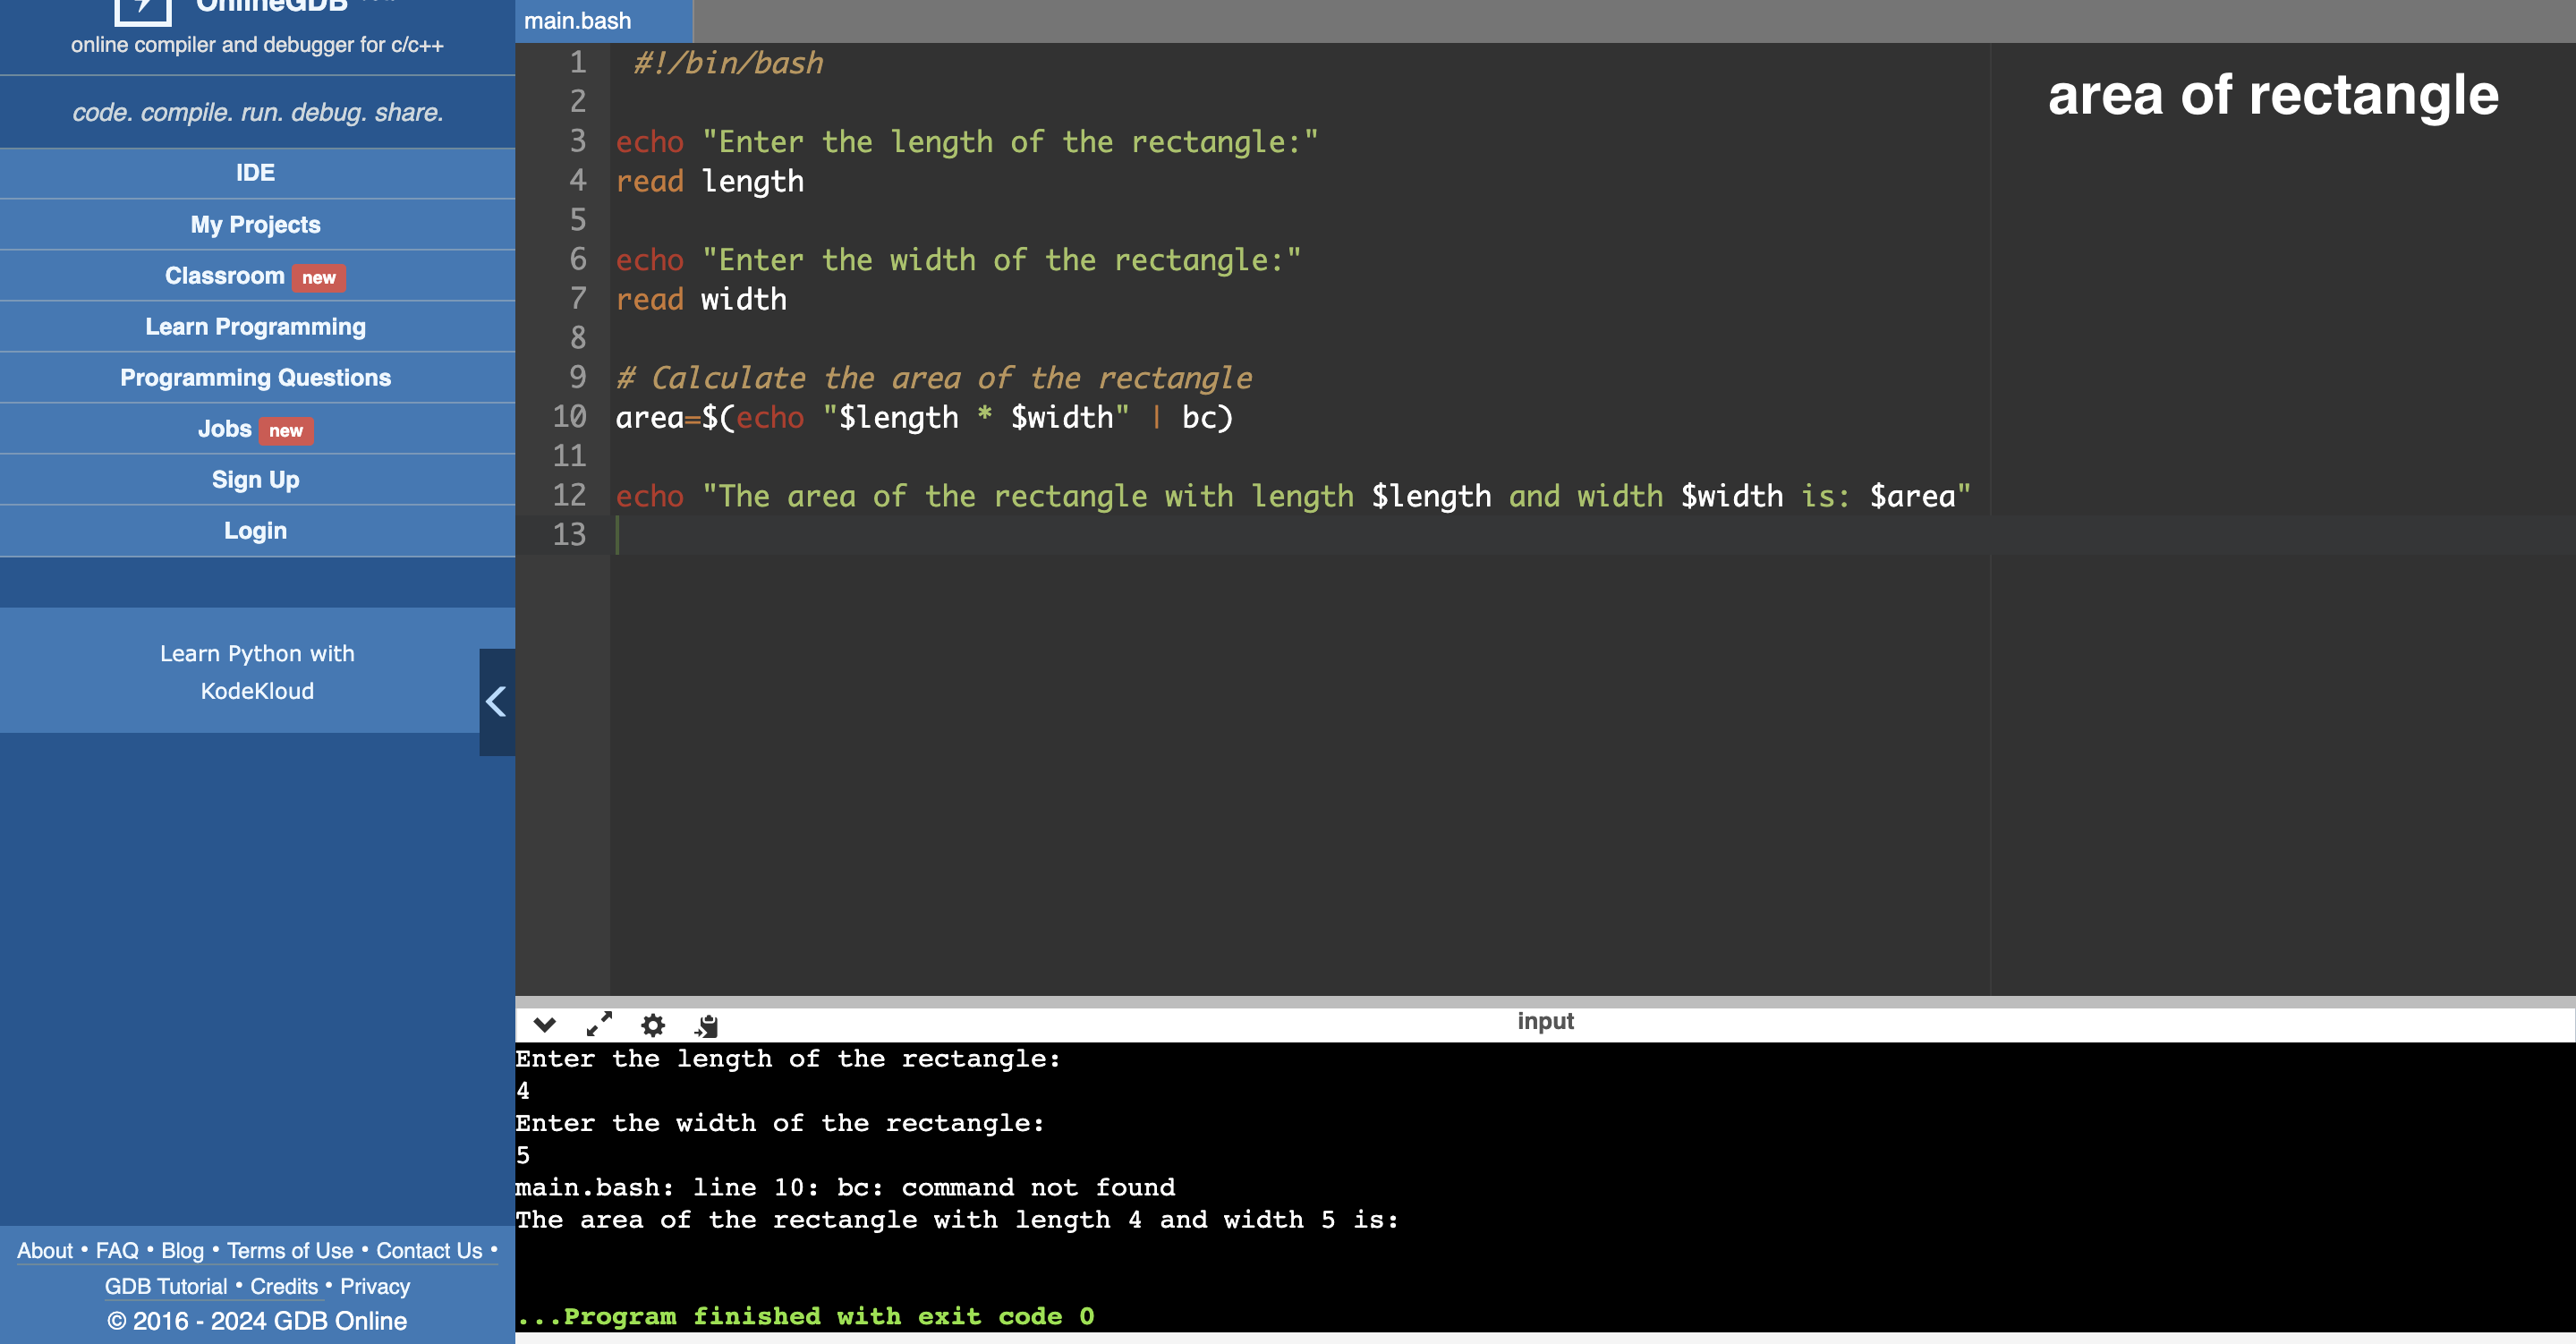 OnlineGDB
online compiler and debugger for c/c++
code. compile. run. debug. share.
IDE
My Projects
Classroom new
Learn Programming
Programming Questions
Jobs new
Sign Up
Login
Learn Python with
KodeKloud
About • FAQ • Blog • Terms of Use • Contact Us •
GDB Tutorial • Credits • Privacy
© 2016 - 2024 GDB Online
main.bash
1 #!/bin/bash
2
3 echo "Enter the length of the rectangle:"
4 read length
5
6 echo "Enter the width of the rectangle:"
7 read width
8
9 # Calculate the area of the rectangle
10 area=$(echo "$length * $width" | bc)
11
12 echo "The area of the rectangle with length $length and width $width is: $area"
13
area of rectangle
input
Enter the length of the rectangle:
4
Enter the width of the rectangle:
5
main.bash: line 10: bc: command not found
The area of the rectangle with length 4 and width 5 is:
...Program finished with exit code 0